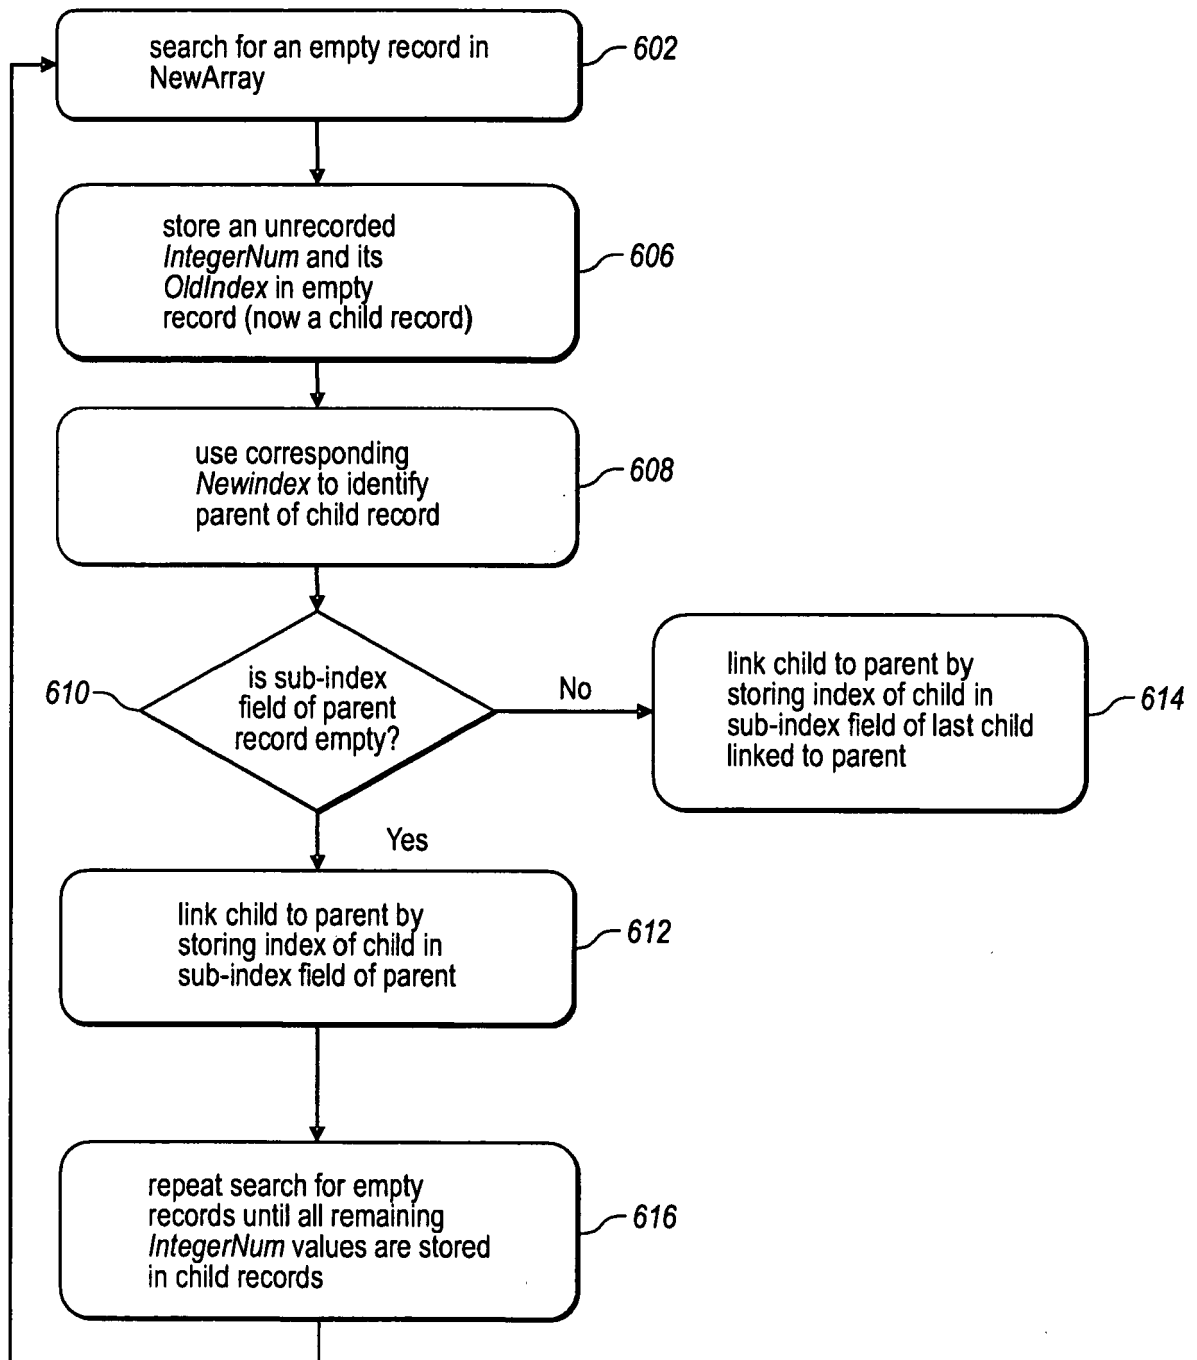 search for an empty record in
NewArray
602
store an unrecorded
IntegerNum and its
OldIndex in empty
record (now a child record)
606
use corresponding
Newindex to identify
parent of child record
608
610
is sub-index
field of parent
record empty?
No
link child to parent by
storing index of child in
sub-index field of last child
linked to parent
614
Yes
link child to parent by
storing index of child in
sub-index field of parent
612
repeat search for empty
records until all remaining
IntegerNum values are stored
in child records
616